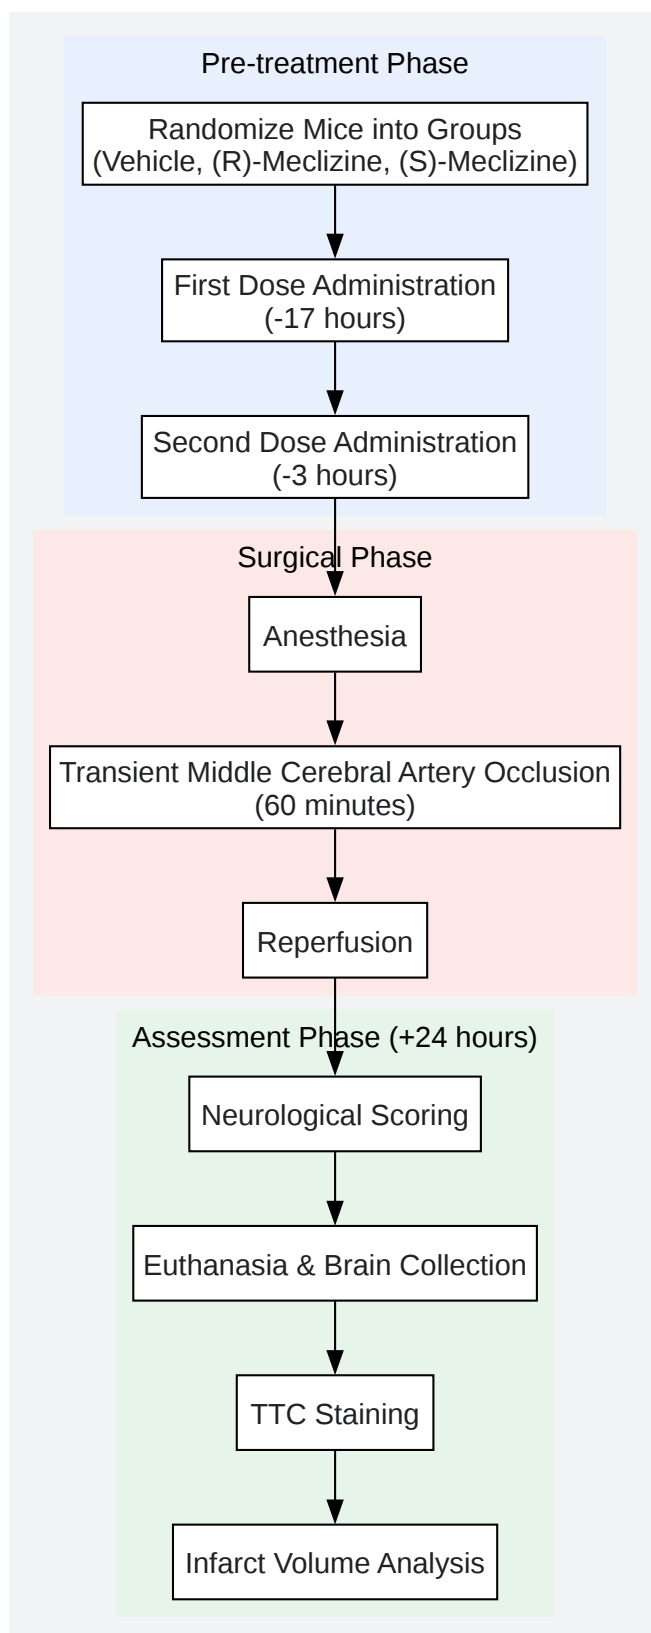 Pre-treatment Phase
Randomize Mice into Groups
(Vehicle, (R)-Meclizine, (S)-Meclizine)
First Dose Administration
(-17 hours)
Second Dose Administration
(-3 hours)
Surgical Phase
Anesthesia
Transient Middle Cerebral Artery Occlusion
(60 minutes)
Reperfusion
Assessment Phase (+24 hours)
Neurological Scoring
Euthanasia & Brain Collection
TTC Staining
Infarct Volume Analysis